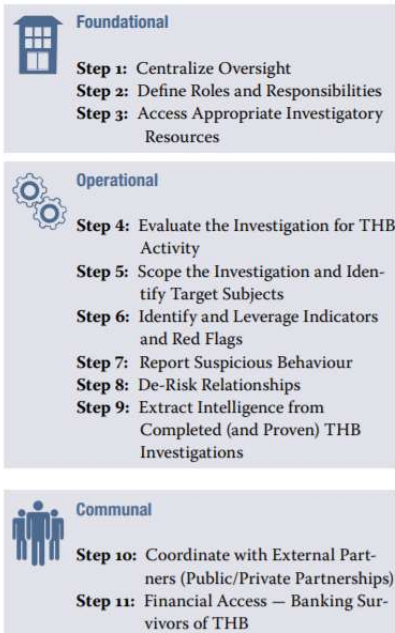 Foundational
Step 1: Centralize Oversight
Step 2: Define Roles and Responsibilities
Step 3: Access Appropriate Investigatory
Resources
Operational
Step 4: Evaluate the Investigation for THB
Activity
Step 5: Scope the Investigation and Iden-
tify Target Subjects
Step 6: Identify and Leverage Indicators
and Red Flags
Step 7: Report Suspicious Behaviour
Step 8: De-Risk Relationships
Step 9: Extract Intelligence from
Completed (and Proven) THB
Investigations
Communal
Step 10: Coordinate with External Part-
ners (Public/Private Partnerships)
Step 11: Financial Access — Banking Sur-
vivors of THB